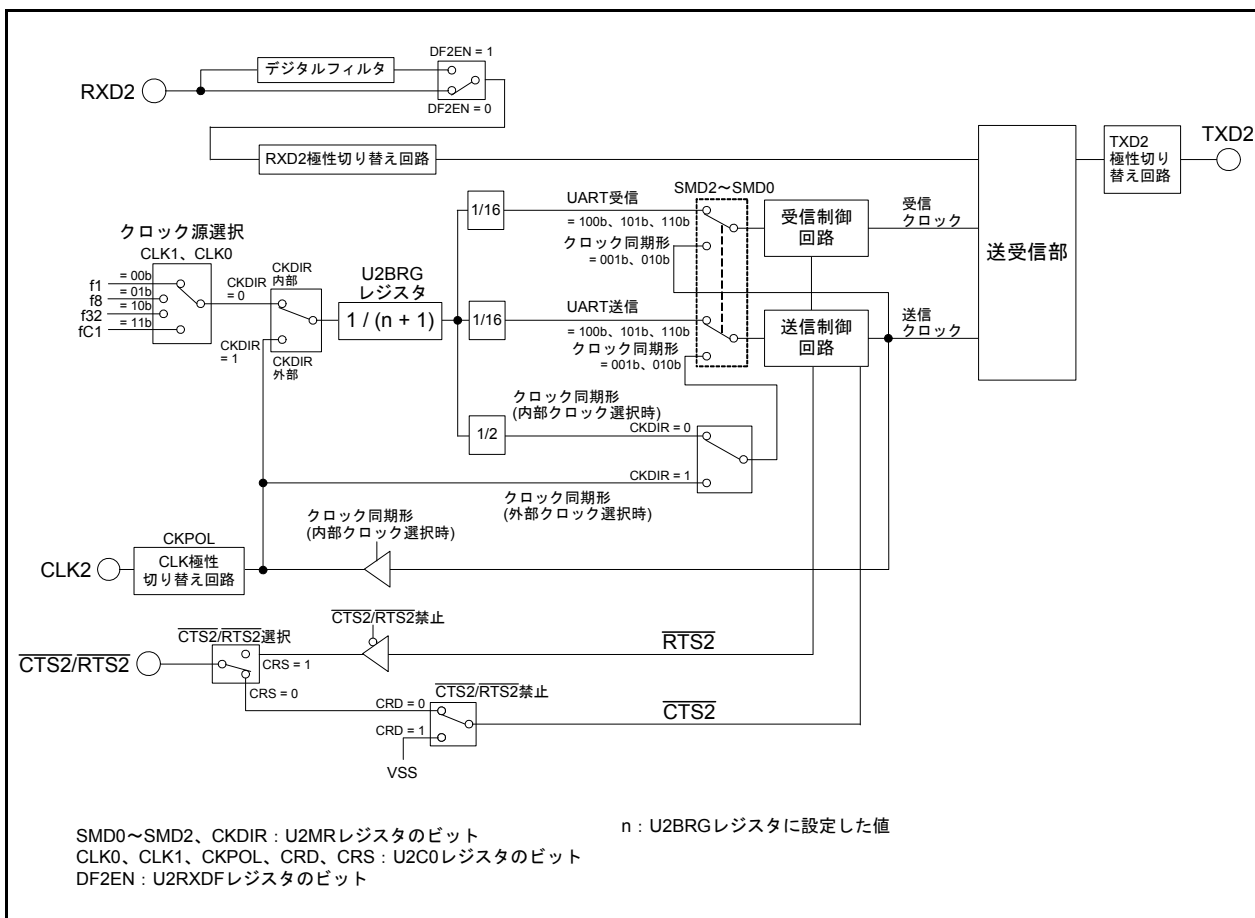 DF2EN = 1
デジタルフィルタ
RXD2
DF2EN = 0
RXD2極性切り替え回路
TXD2
極性切り
替え回路
TXD2
送受信部
SMD2～SMD0
1/16
UART受信
= 100b、101b、110b
クロック同期形
= 001b、010b
受信制御
回路
受信
クロック
クロック源選択
CLK1、CLK0
f1
= 00b
f8
= 01b
f32
= 10b
fC1
= 11b
CKDIR
= 0
CKDIR
内部
CKDIR
= 1
CKDIR
外部
U2BRG
レジスタ
1 / (n + 1)
1/16
UART送信
= 100b、101b、110b
クロック同期形
= 001b、010b
送信制御
回路
送信
クロック
クロック同期形
(内部クロック選択時)
1/2
CKDIR = 0
CKDIR = 1
クロック同期形
(外部クロック選択時)
クロック同期形
(内部クロック選択時)
CKPOL
CLK2
CLK極性
切り替え回路
CTS2/RTS2禁止
RTS2
CTS2/RTS2選択
CTS2/RTS2
CRS = 1
CRS = 0
CTS2/RTS2禁止
CRD = 0
CTS2
CRD = 1
VSS
SMD0～SMD2、CKDIR：U2MRレジスタのビット
CLK0、CLK1、CKPOL、CRD、CRS：U2C0レジスタのビット
DF2EN：U2RXDFレジスタのビット
n：U2BRGレジスタに設定した値